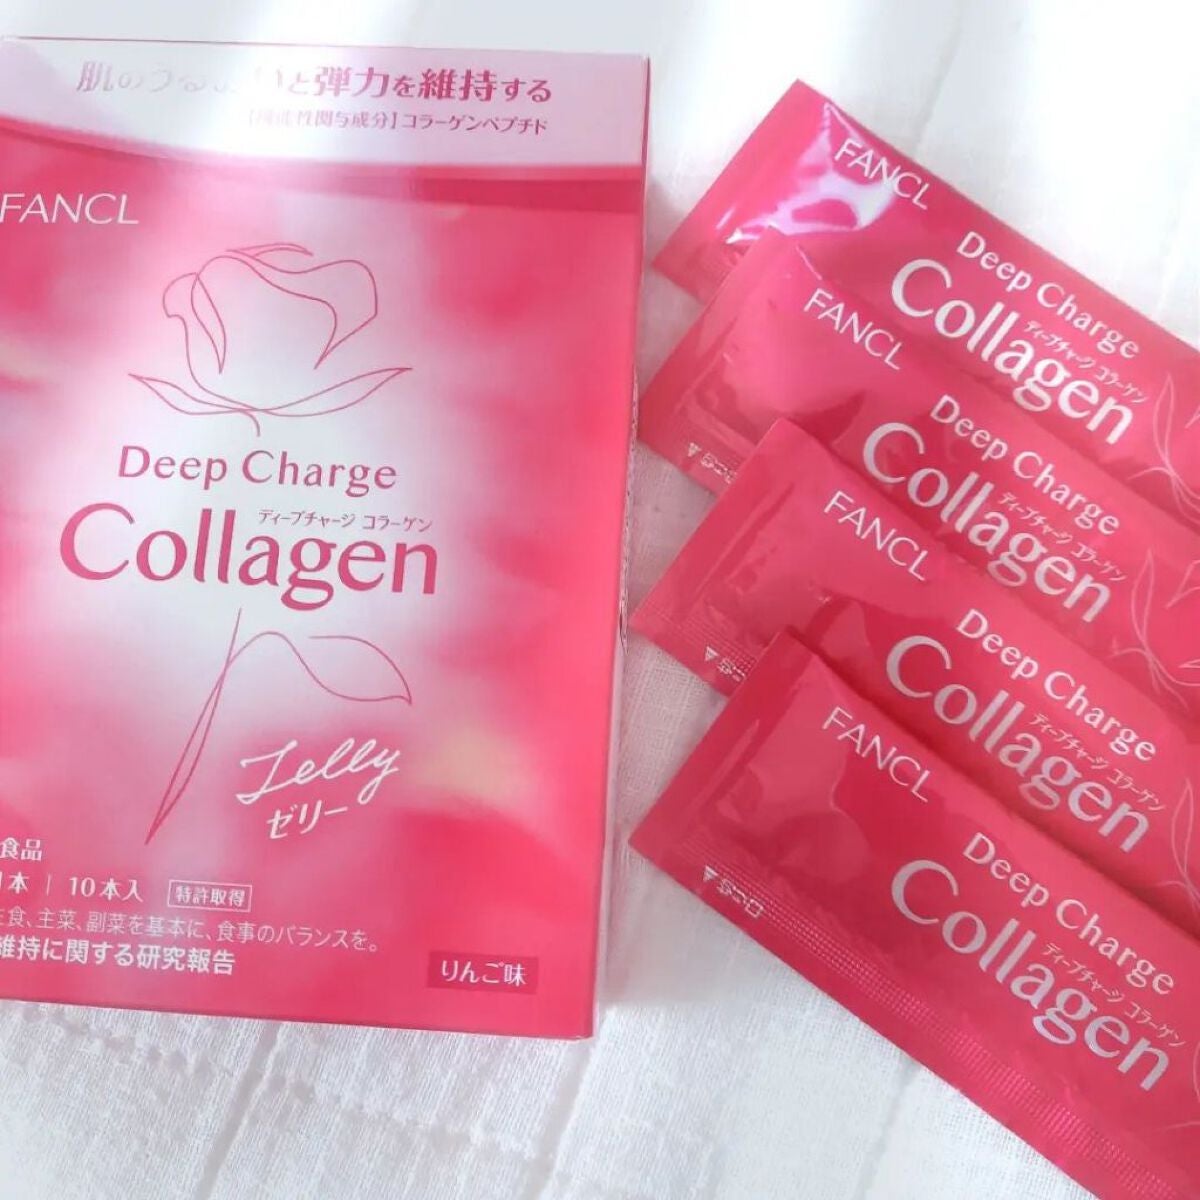 肌のうるおいと弾力を維持する
【機能性関与成分】コラーゲンペプチド
FANCL
Deep Charge
ディープチャージ コラーゲン
Collagen
Jelly
ゼリー
食品
1本 | 10本入 特許取得
主食、主菜、副菜を基本に、食事のバランスを。
維持に関する研究報告
りんご味
FANCL
Deep Charge
Collagen
ディープチャージ コラーゲン
FANCL
Deep Charge
Collagen
ディープチャージ コラーゲン
FANCL
Deep Charge
Collagen
ディープチャージ コラーゲン
FANCL
Deep Charge
Collagen
ディープチャージ コラーゲン